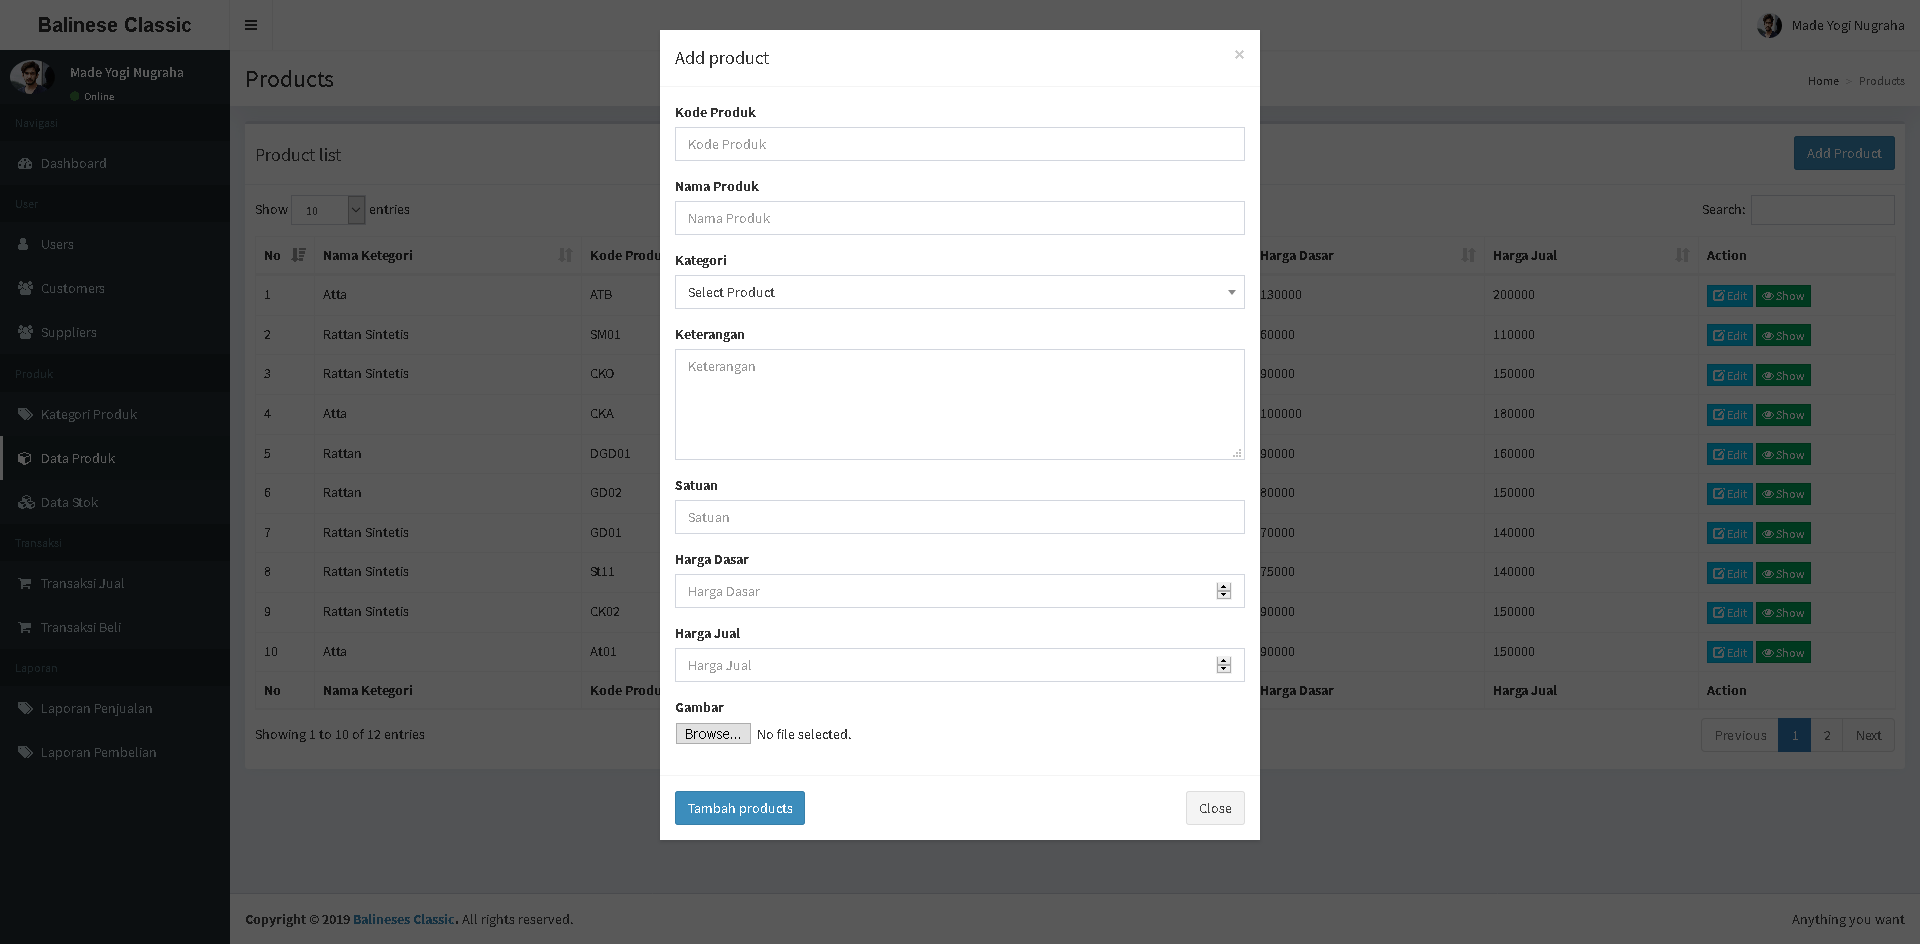 Balinese Classic
Made Yogi Nugraha
Made Yogi Nugraha
Online
Products
Home > Products
Navigasi
Dashboard
User
Users
Customers
Suppliers
Produk
Kategori Produk
Data Produk
Data Stok
Transaksi
Transaksi Jual
Transaksi Beli
Laporan
Laporan Penjualan
Laporan Pembelian
Product list
Add Product
Show 10 entries
Search:
No Nama Ketegori Kode Produ Harga Dasar Harga Jual Action
1 Atta ATB 130000 200000 Edit Show
2 Rattan Sintetis SM01 60000 110000 Edit Show
3 Rattan Sintetis CKO 90000 150000 Edit Show
4 Atta CKA 100000 180000 Edit Show
5 Rattan DGD01 90000 160000 Edit Show
6 Rattan GD02 80000 150000 Edit Show
7 Rattan Sintetis GD01 70000 140000 Edit Show
8 Rattan Sintetis St11 75000 140000 Edit Show
9 Rattan Sintetis CK02 90000 150000 Edit Show
10 Atta At01 90000 150000 Edit Show
No Nama Ketegori Kode Produ Harga Dasar Harga Jual Action
Showing 1 to 10 of 12 entries
Previous 1 2 Next
Add product ×
Kode Produk
Kode Produk
Nama Produk
Nama Produk
Kategori
Select Product
Keterangan
Keterangan
Satuan
Satuan
Harga Dasar
Harga Dasar
Harga Jual
Harga Jual
Gambar
Browse... No file selected.
Tambah products
Close
Copyright © 2019 Balineses Classic. All rights reserved.
Anything you want